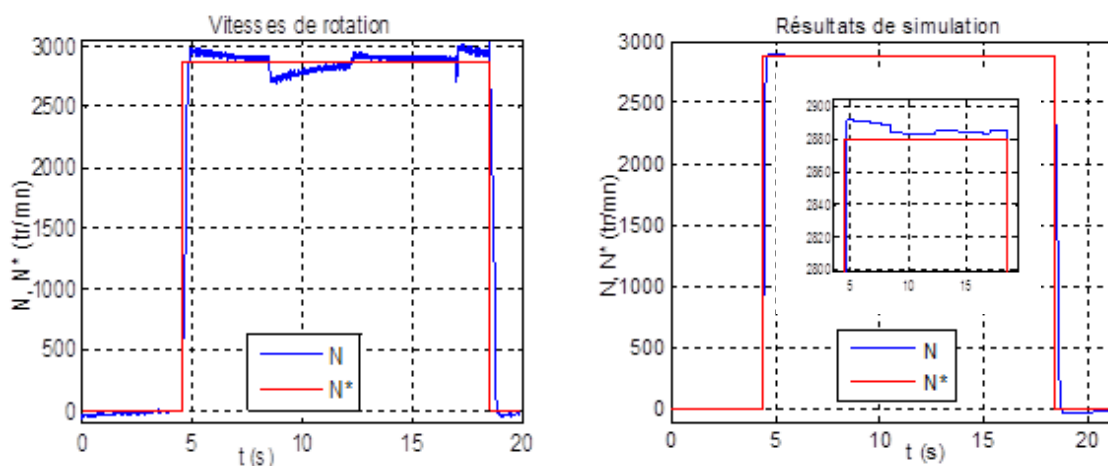 Vitesses de rotation
3000
2500
2000
1500
1000
500
0
N, N* (tr/mn)
0 5 10 15 20
t (s)
N
N*
Résultats de simulation
3000
2500
2000
1500
1000
500
0
N, N* (tr/mn)
0 5 10 15 20
t (s)
2900
2880
2860
2840
2820
2800
5 10 15
N
N*